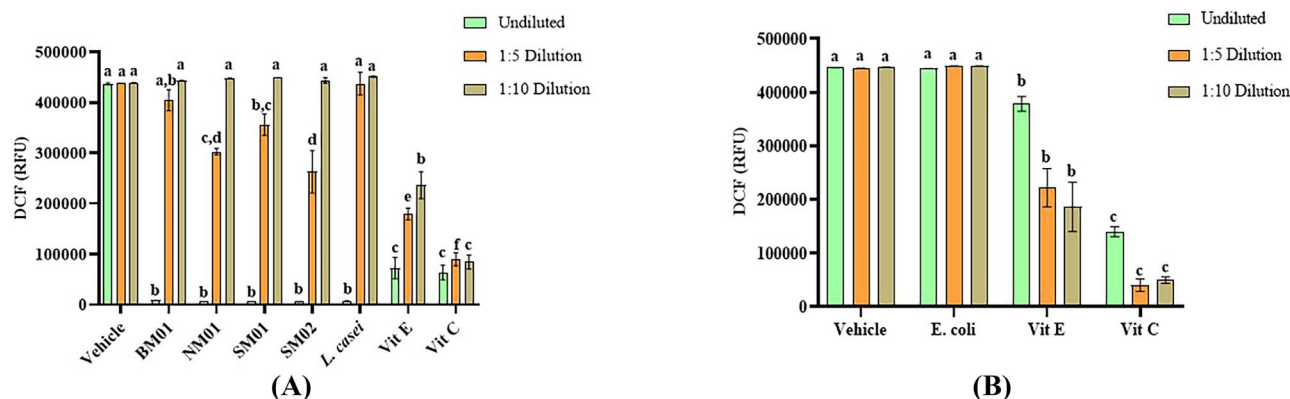 Undiluted
1:5 Dilution
1:10 Dilution
DCF (RFU)
500000
400000
300000
200000
100000
0
a a a
a,b a
c,d a
b,c a
d a
a a
b b b b b
c e b
c f c
Vehicle
BM01
NM01
SM01
SM02
L. casei
Vit E
Vit C
(A)
Undiluted
1:5 Dilution
1:10 Dilution
DCF (RFU)
500000
400000
300000
200000
100000
0
a a a a a a
b b b
c c c
Vehicle E. coli Vit E Vit C
(B)